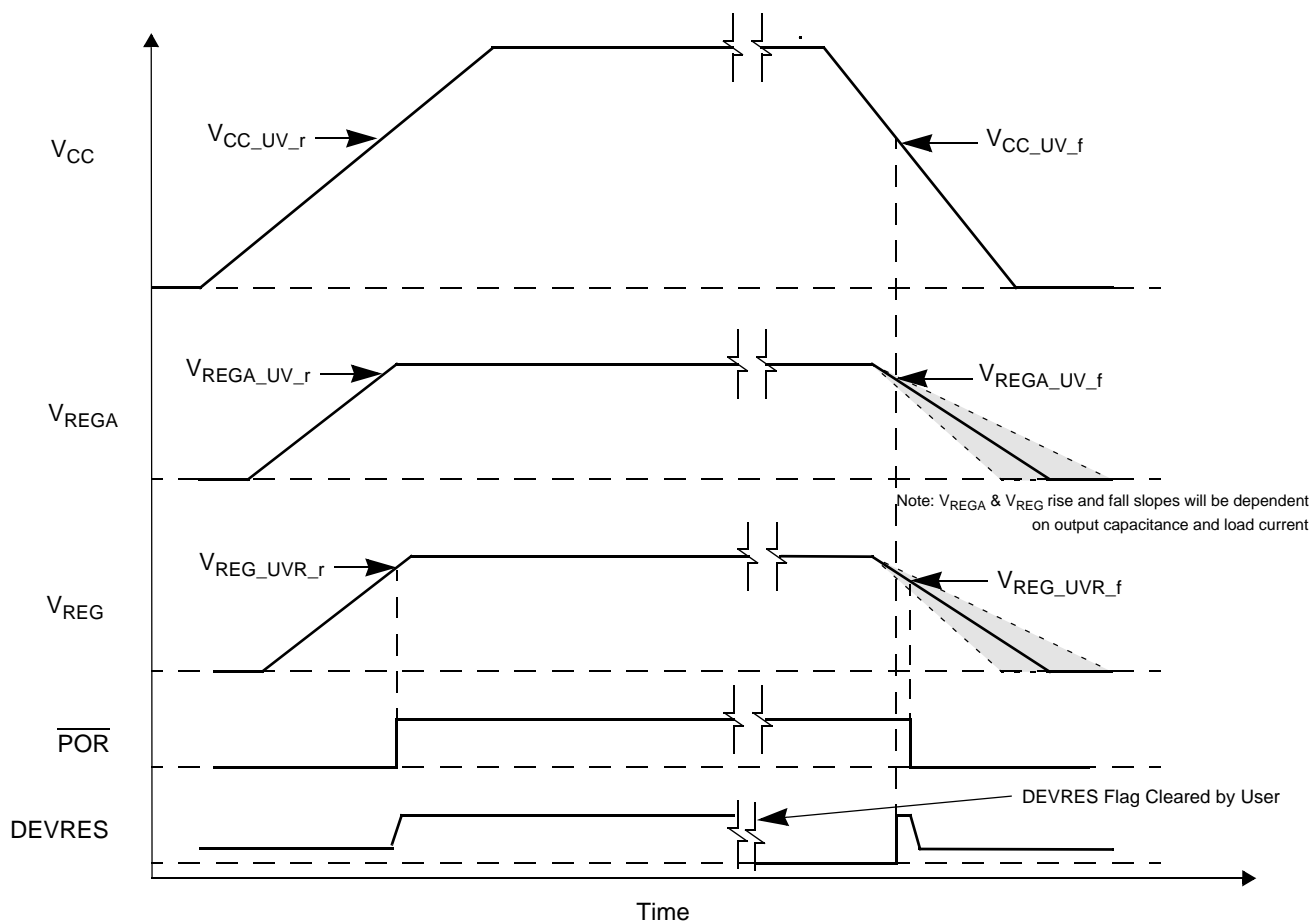 V_CC_UV_r
V_CC
V_CC_UV_f
V_REGA_UV_r
V_REGA_UV_f
V_REGA
Note: V_REGA & V_REG rise and fall slopes will be dependent
on output capacitance and load current
V_REG_UVR_r
V_REG_UVR_f
V_REG
POR
DEVRES Flag Cleared by User
DEVRES
Time